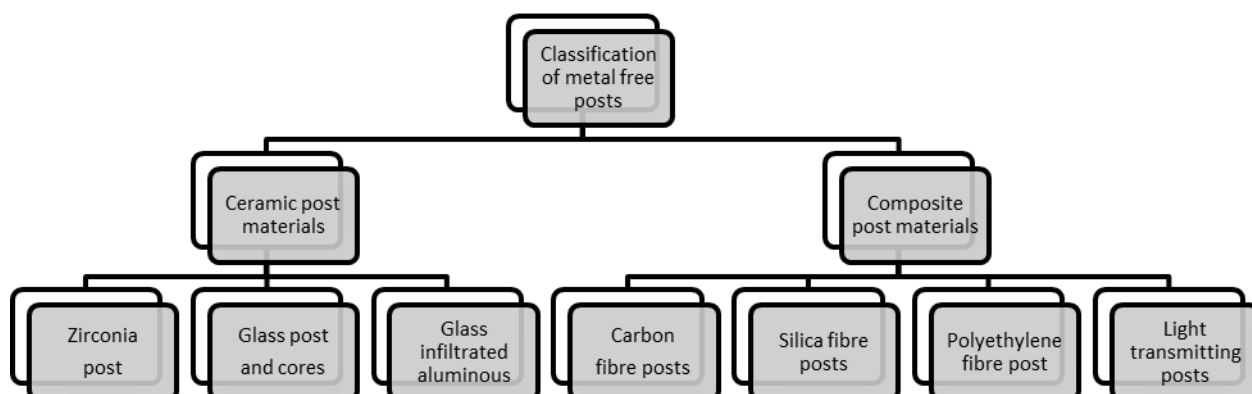 Classification
of metal free
posts
Ceramic post
materials
Composite
post materials
Zirconia
post
Glass post
and cores
Glass
infiltrated
aluminous
Carbon
fibre posts
Silica fibre
posts
Polyethylene
fibre post
Light
transmitting
posts